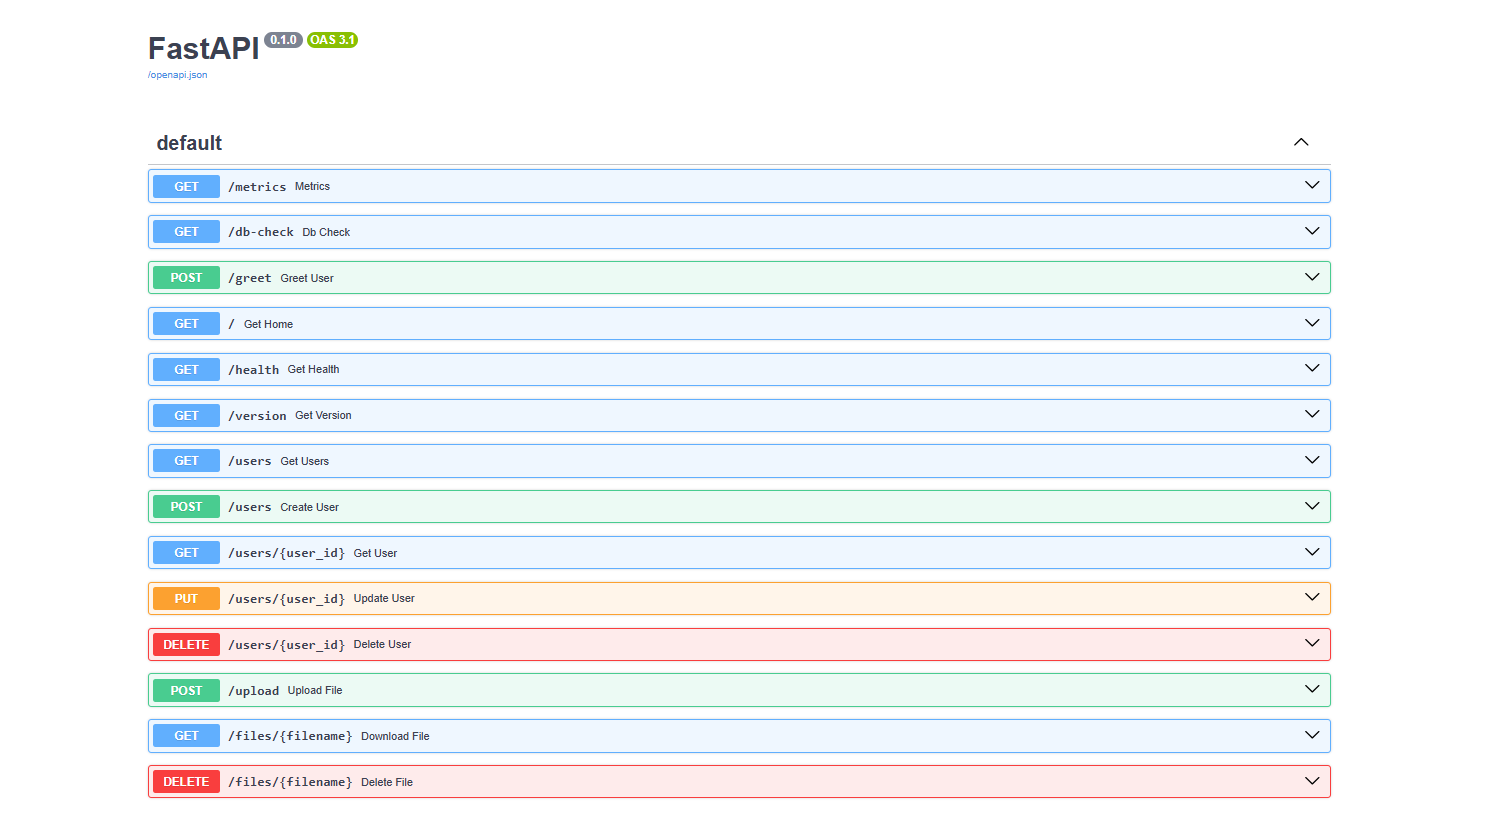 FastAPI 0.1.0 OAS 3.1
/openapi.json
default
GET /metrics Metrics
GET /db-check Db Check
POST /greet Greet User
GET / Get Home
GET /health Get Health
GET /version Get Version
GET /users Get Users
POST /users Create User
GET /users/{user_id} Get User
PUT /users/{user_id} Update User
DELETE /users/{user_id} Delete User
POST /upload Upload File
GET /files/{filename} Download File
DELETE /files/{filename} Delete File